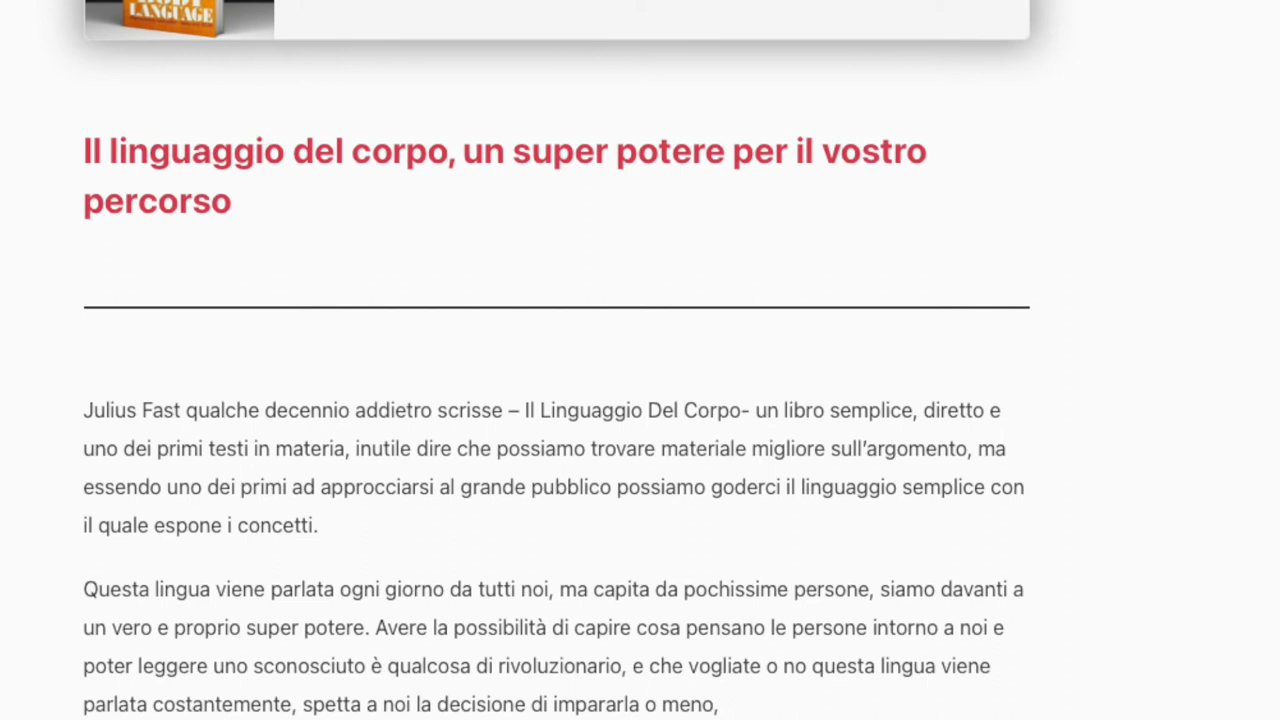 LANGUAGE
Il linguaggio del corpo, un super potere per il vostro
percorso
Julius Fast qualche decennio addietro scrisse – Il Linguaggio Del Corpo- un libro semplice, diretto e
uno dei primi testi in materia, inutile dire che possiamo trovare materiale migliore sull’argomento, ma
essendo uno dei primi ad approcciarsi al grande pubblico possiamo goderci il linguaggio semplice con
il quale espone i concetti.
Questa lingua viene parlata ogni giorno da tutti noi, ma capita da pochissime persone, siamo davanti a
un vero e proprio super potere. Avere la possibilità di capire cosa pensano le persone intorno a noi e
poter leggere uno sconosciuto è qualcosa di rivoluzionario, e che vogliate o no questa lingua viene
parlata costantemente, spetta a noi la decisione di impararla o meno,